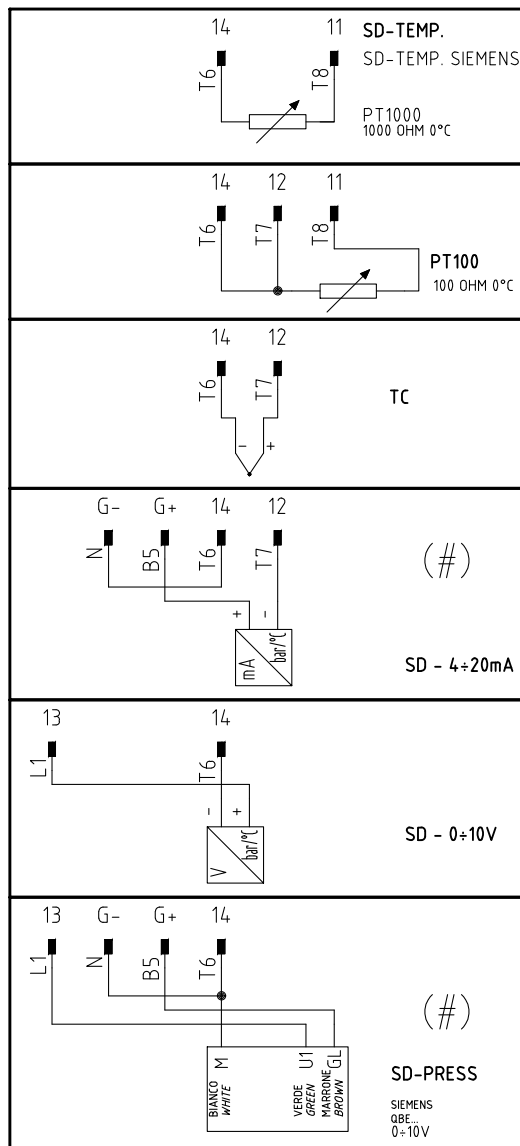 14 11 SD-TEMP.
T6 T8 SD-TEMP. SIEMENS
PT1000
1000 OHM 0°C
14 12 11
T6 T7 T8
PT100
100 OHM 0°C
14 12
T6 T7
TC
- +
G- G+ 14 12
N B5 T6 T7
(#)
+ -
mA bar/°C
SD - 4÷20mA
13 14
L1 T6
- +
V bar/°C
SD - 0÷10V
13 G- G+ 14
L1 N B5 T6
(#)
M U1 GL
BIANCO VERDE MARRONE
WHITE GREEN BROWN
SD-PRESS
SIEMENS
QBE...
0÷10V